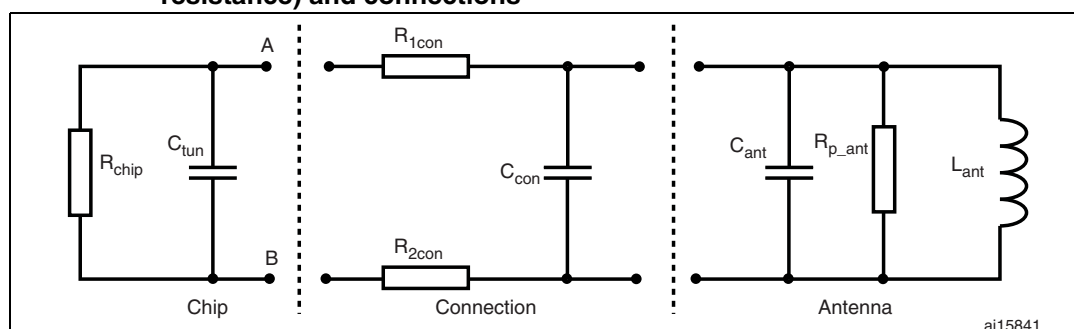 resistance) and connections
A
R1con
Rchip
Ctun
Ccon
Cant
Rp_ant
Lant
B
R2con
Chip
Connection
Antenna
ai15841